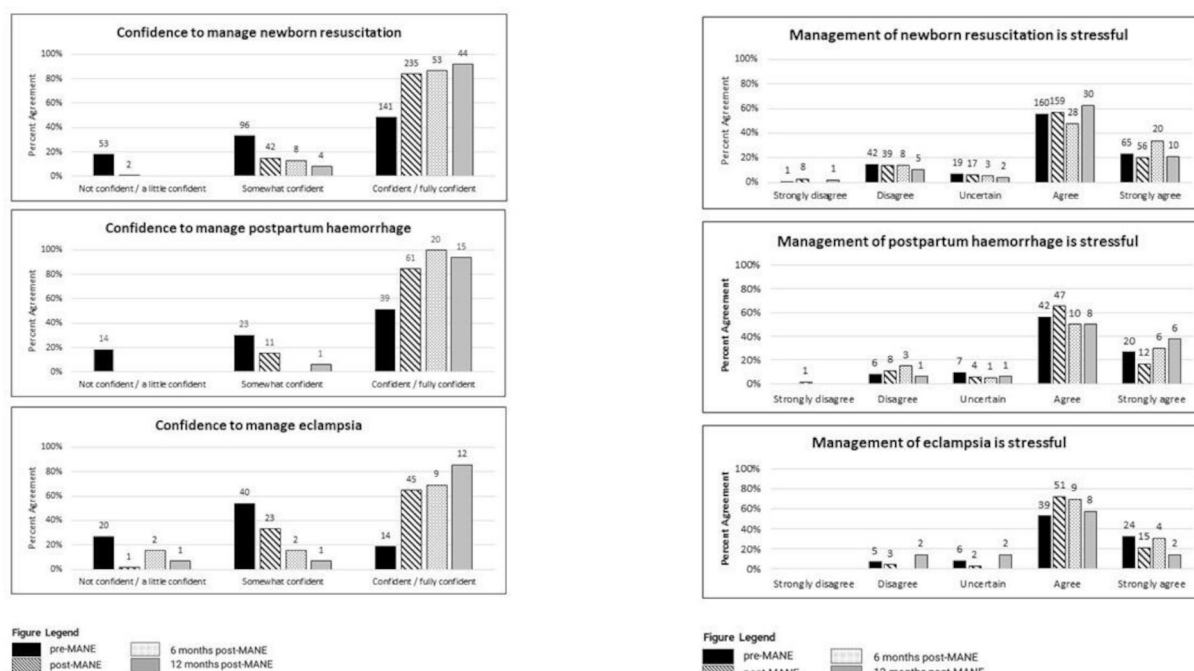 Confidence to manage newborn resuscitation
Percent Agreement
100%
80%
60%
40%
20%
0%
53
2
96
42
8
4
141
235
53
44
Not confident / a little confident
Somewhat confident
Confident / fully confident
Confidence to manage postpartum haemorrhage
Percent Agreement
100%
80%
60%
40%
20%
0%
14
23
11
1
39
61
20
15
Not confident / a little confident
Somewhat confident
Confident / fully confident
Confidence to manage eclampsia
Percent Agreement
100%
80%
60%
40%
20%
0%
20
1
2
1
40
23
2
1
14
45
9
12
Not confident / a little confident
Somewhat confident
Confident / fully confident
Figure Legend
pre-MANE
6 months post-MANE
post-MANE
12 months post-MANE
Management of newborn resuscitation is stressful
Percent Agreement
100%
80%
60%
40%
20%
0%
1
8
1
42
39
8
5
19
17
3
2
160
159
28
30
65
56
20
10
Strongly disagree
Disagree
Uncertain
Agree
Strongly agree
Management of postpartum haemorrhage is stressful
Percent Agreement
100%
80%
60%
40%
20%
0%
1
6
8
3
1
7
4
1
1
42
47
10
8
20
12
6
6
Strongly disagree
Disagree
Uncertain
Agree
Strongly agree
Management of eclampsia is stressful
Percent Agreement
100%
80%
60%
40%
20%
0%
5
3
2
6
2
2
39
51
9
8
24
15
4
2
Strongly disagree
Disagree
Uncertain
Agree
Strongly agree
Figure Legend
pre-MANE
6 months post-MANE
post-MANE
12 months post-MANE